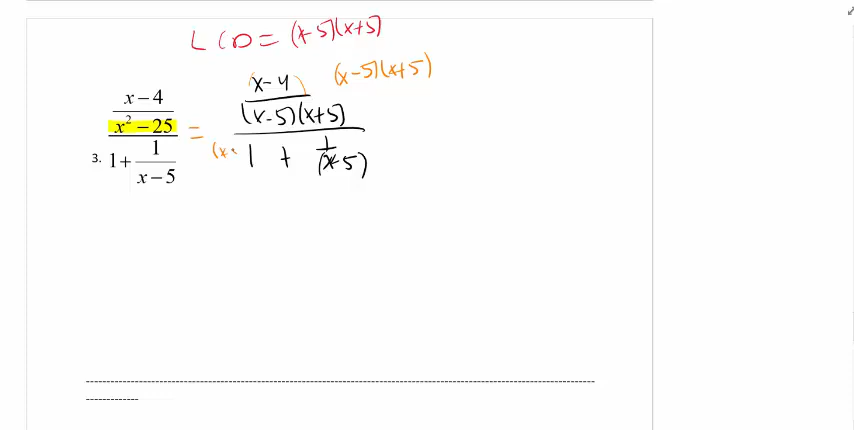 LCD = (x-5)(x+5)
(x-4) (x-5)(x+5)
x − 4
x² − 25 = (x-5)(x+5)
3. 1 + 1 (x 1 + 1
x − 5 (x-5)